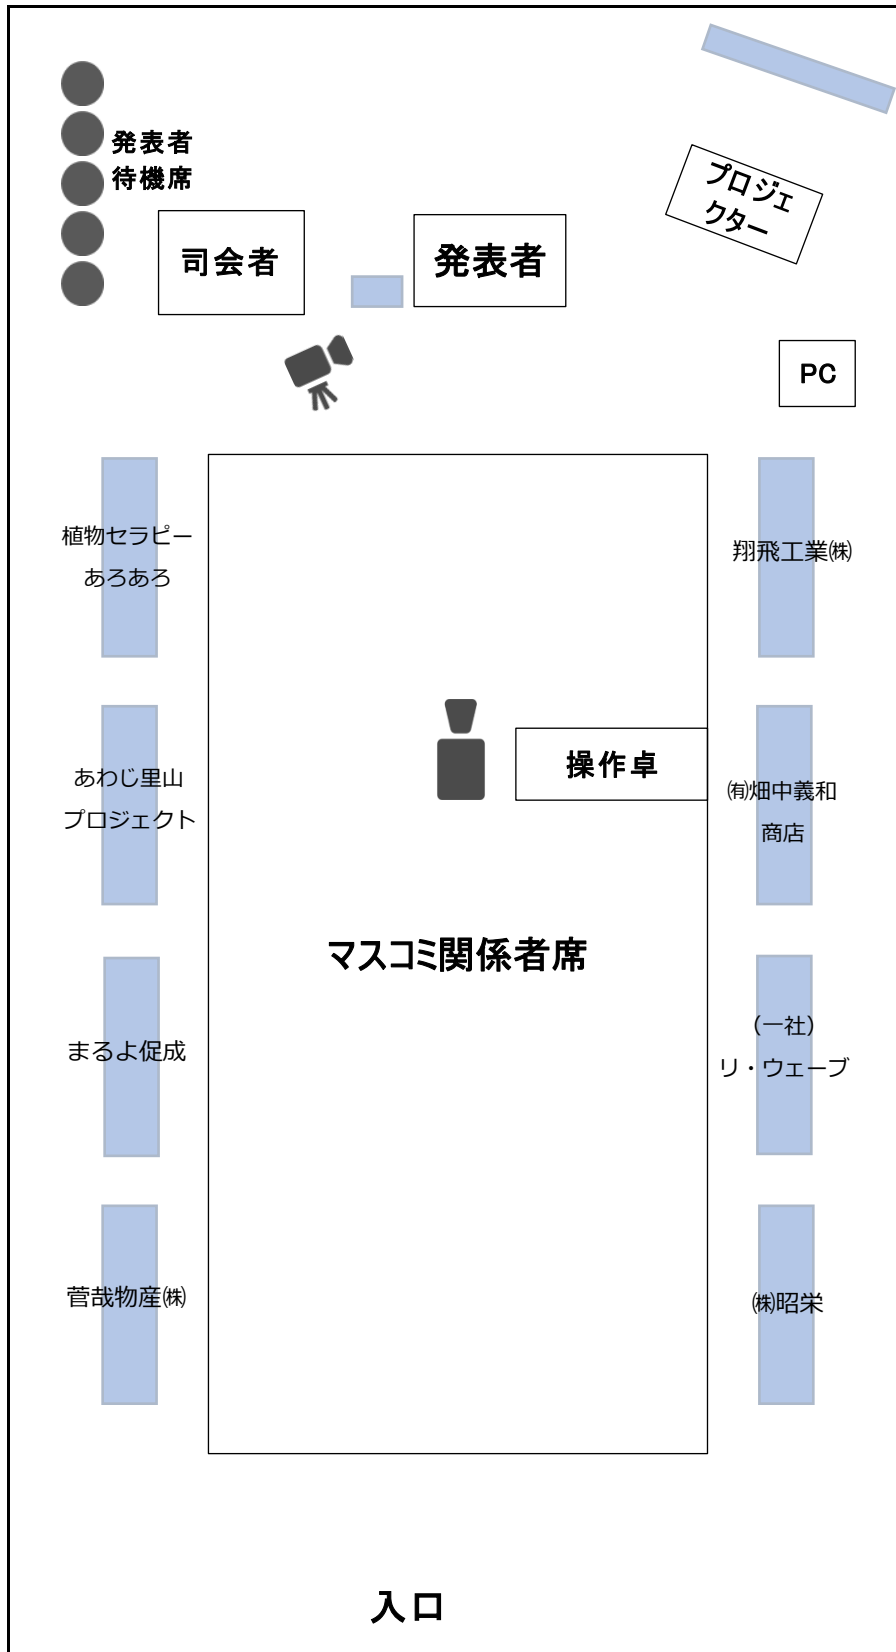 発表者
待機席
司会者
発表者
プロジェ
クター
PC
植物セラピー
あろあろ
翔飛工業㈱
あわじ里山
プロジェクト
操作卓
㈲畑中義和
商店
マスコミ関係者席
まるよ促成
（一社）
リ・ウェーブ
菅哉物産㈱
㈱昭栄
入口